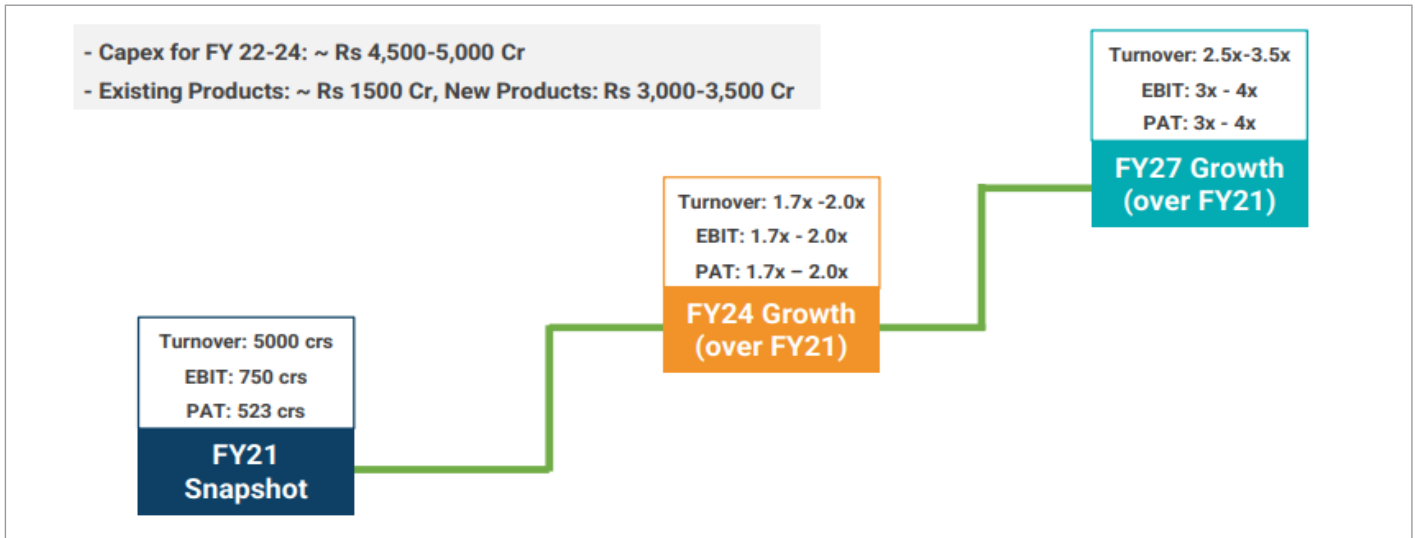 - Capex for FY 22-24: ~ Rs 4,500-5,000 Cr
- Existing Products: ~ Rs 1500 Cr, New Products: Rs 3,000-3,500 Cr
Turnover: 5000 crs
EBIT: 750 crs
PAT: 523 crs
FY21
Snapshot
Turnover: 1.7x -2.0x
EBIT: 1.7x - 2.0x
PAT: 1.7x – 2.0x
FY24 Growth
(over FY21)
Turnover: 2.5x-3.5x
EBIT: 3x - 4x
PAT: 3x - 4x
FY27 Growth
(over FY21)